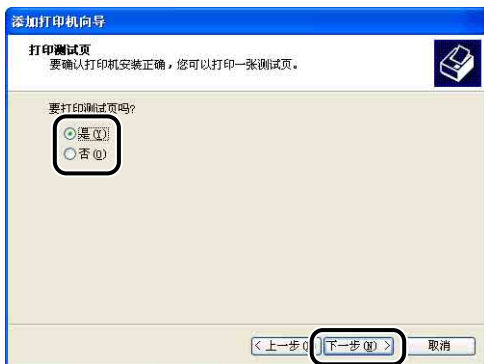 添加打印机向导
打印测试页
要确认打印机安装正确，您可以打印一张测试页。
要打印测试页吗?
是(Y)
否(O)
< 上一步(
下一步(N) >
取消